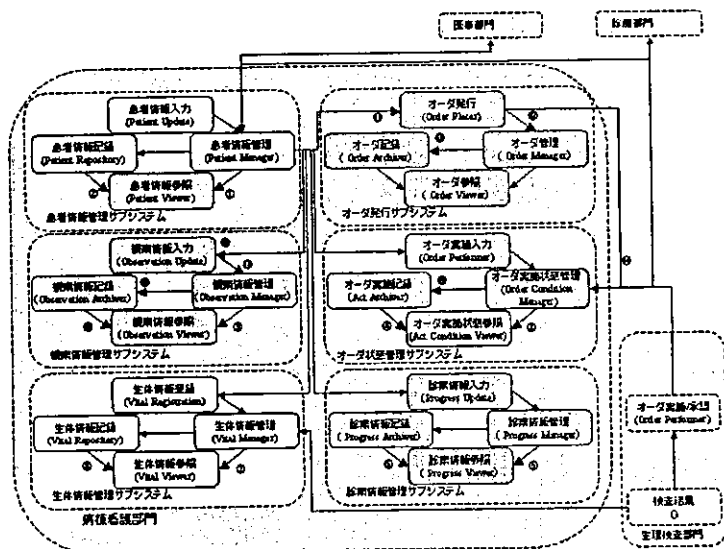 医事部門
診療部門
患者情報入力
(Patient Update)
患者情報記録
(Patient Repository)
患者情報管理
(Patient Manager)
患者情報参照
(Patient Viewer)
患者情報管理サブシステム
オーダ発行
(Order Placer)
オーダ記録
( Order Archiver)
オーダ管理
( Order Manager)
オーダ参照
( Order Viewer)
オーダ発行サブシステム
観察情報入力
(Observation Update)
観察情報記録
( Observation Archiver)
観察情報管理
( Observation Manager)
観察情報参照
( Observation Viewer)
観察情報管理サブシステム
オーダ実施入力
( Order Performer)
オーダ実施記録
( Act Archiver)
オーダ実施状態管理
( Order Condition
Manager)
オーダ実施状態参照
( Act Condition Viewer)
オーダ状態管理サブシステム
生体情報登録
(Vital Registration)
生体情報記録
(Vital Repository)
生体情報管理
(Vital Manager)
生体情報参照
(Vital Viewer)
生体情報管理サブシステム
診察情報入力
( Progress Update)
診察情報記録
( Progress Archiver)
診察情報管理
( Progress Manager)
診察情報参照
( Progress Viewer)
診察情報管理サブシステム
病棟看護部門
オーダ実施/承認
(Order Performer)
検査結果
()
生理検査部門